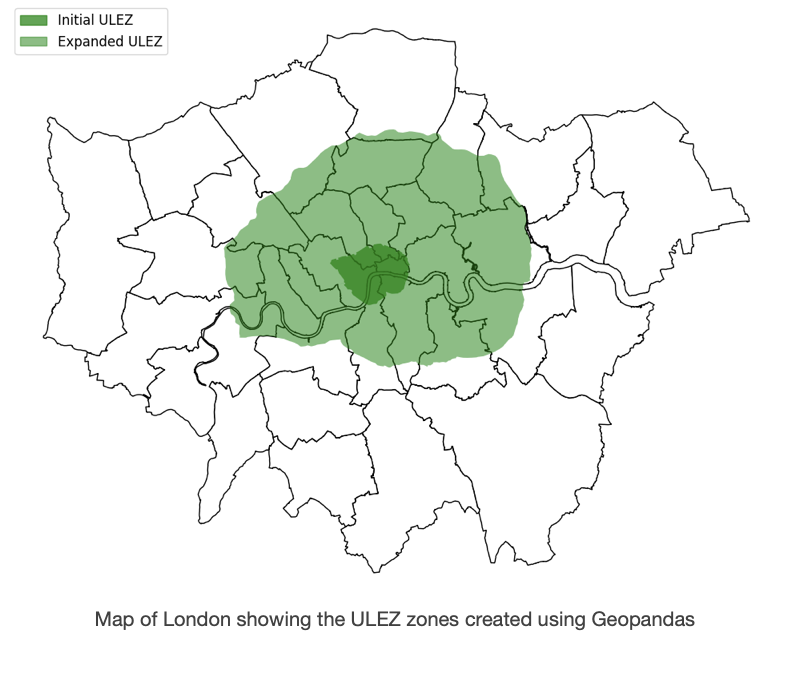 Initial ULEZ
Expanded ULEZ
Map of London showing the ULEZ zones created using Geopandas